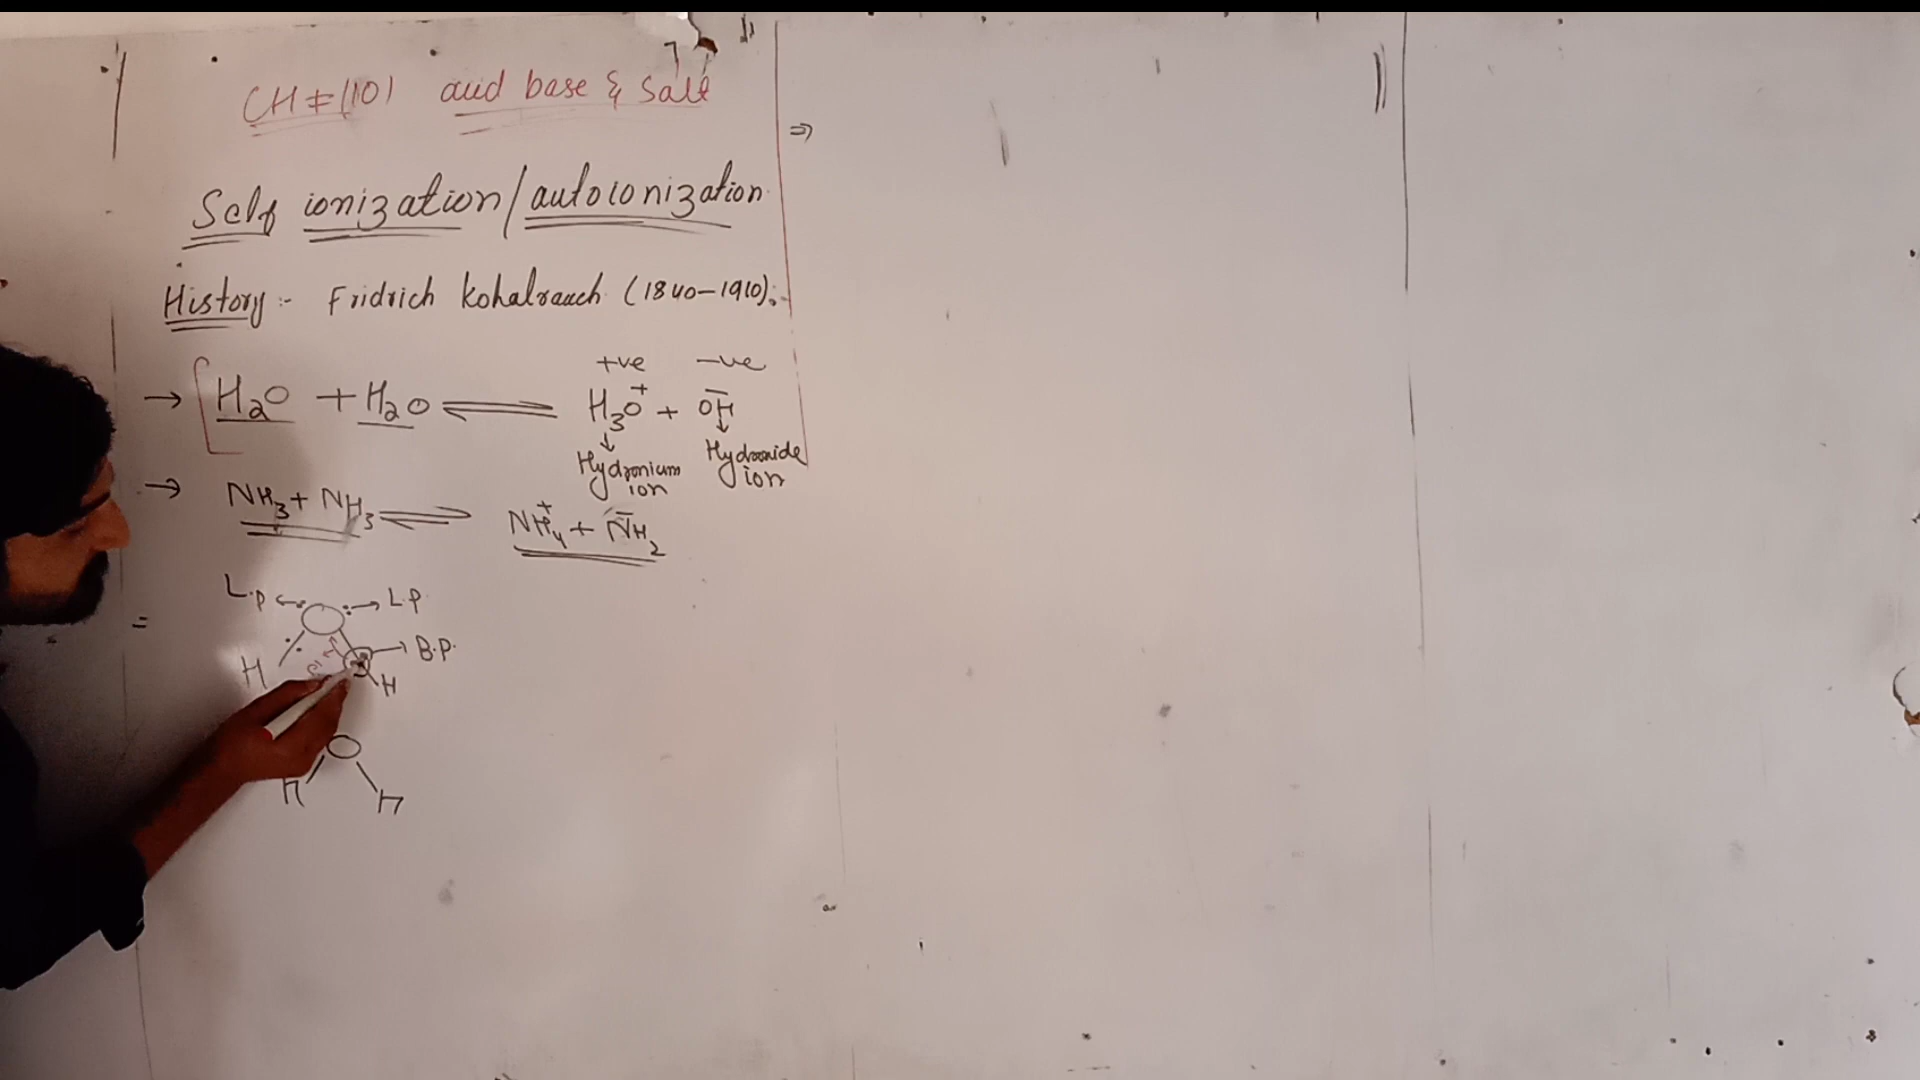 CH # (10) acid base & Salt
⇒
Self ionization/autoionization
History :- Fridrich Kohalrauch (1840-1910).
+ve -ve
→ H₂O + H₂O ⇌ H₃O⁺ + OH⁻
↓ ↓
Hydronium ion Hydroxide ion
→ NH₃ + NH₃ ⇌ NH₄⁺ + NH₂⁻
L.P ← → L.P
=
→ B.P.
H H
O
H H